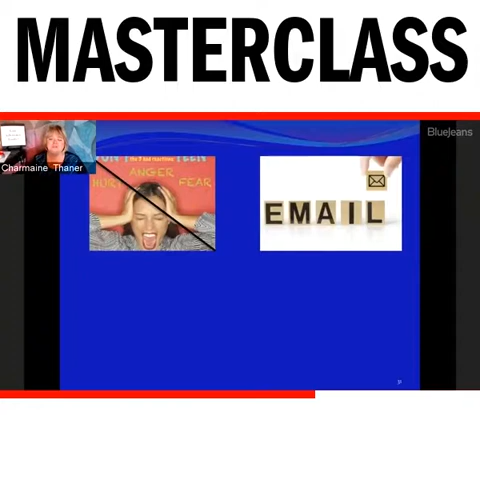 MASTERCLASS
BlueJeans
Charmaine Thaner
ANGER
HURT
FEAR
EMAIL